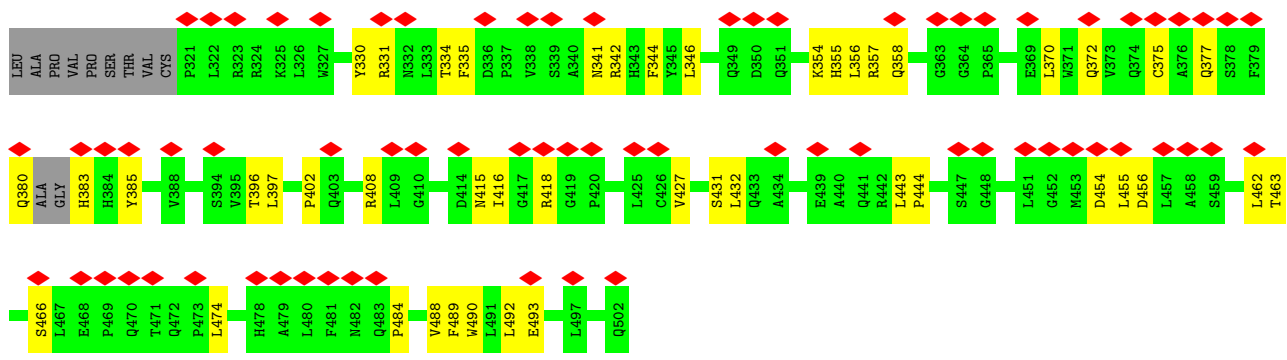 LEU ALA PRO VAL PRO SER THR VAL CYS P321 L322 R323 R324 K325 L326 W327 Y330 R331 N332 L333 T334 F335 D336 P337 V338 S339 A340 N341 R342 H343 F344 Y345 L346 Q349 D350 Q351 K354 H355 L356 R357 Q358 G363 G364 P365 E369 L370 W371 Q372 V373 Q374 C375 A376 Q377 S378 F379
Q380 ALA GLY H383 H384 Y385 V388 S394 V395 T396 L397 P402 Q403 R408 L409 G410 D414 N415 I416 G417 R418 G419 P420 L425 C426 V427 S431 L432 Q433 A434 E439 A440 Q441 R442 L443 P444 S447 G448 L451 G452 M453 D454 L455 D456 L457 A458 S459 L462 T463
S466 L467 E468 P469 Q470 T471 Q472 P473 L474 H478 A479 L480 F481 N482 Q483 P484 V488 F489 W490 L491 L492 E493 L497 Q502